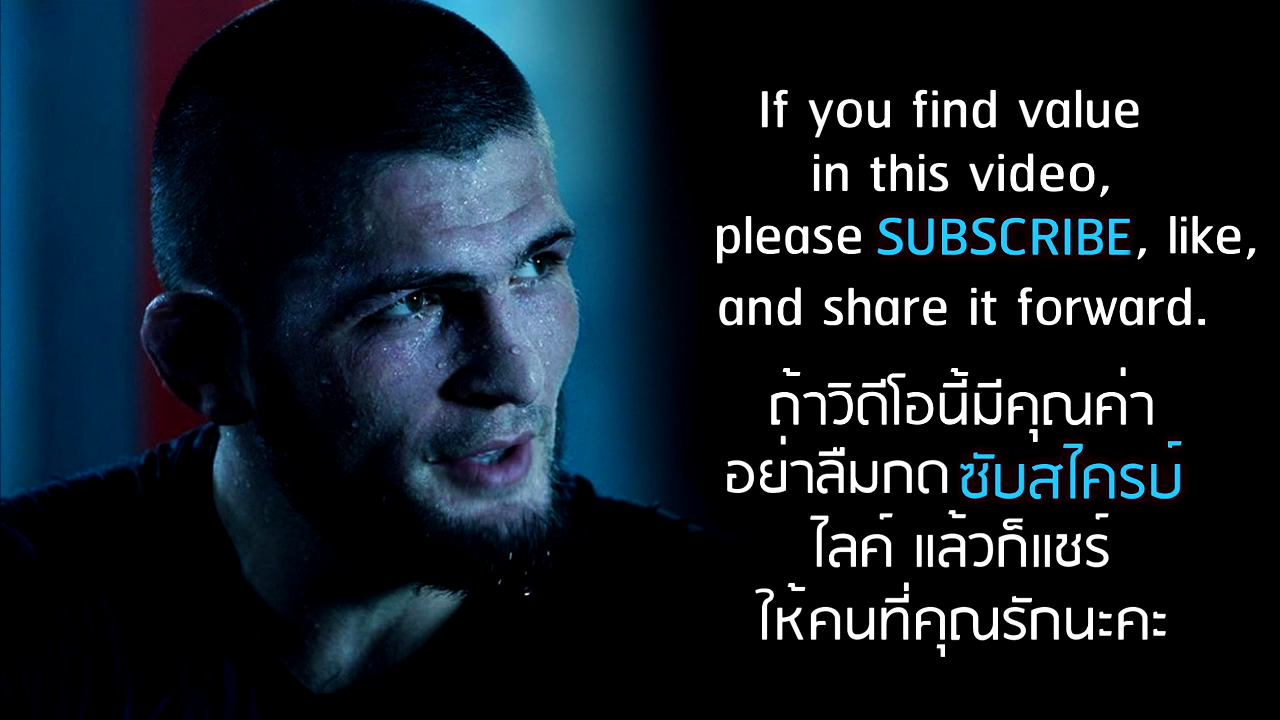 If you find value
in this video,
please SUBSCRIBE, like,
and share it forward.
ถ้าวิดีโอนี้มีคุณค่า
อย่าลืมกด ซับสไครบ์
ไลค์ แล้วก็แชร์
ให้คนที่คุณรักนะคะ